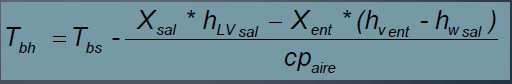 T_bh = T_bs - (X_sal * h_LV sal – X_ent * (h_v ent - h_w sal)) / cp_aire